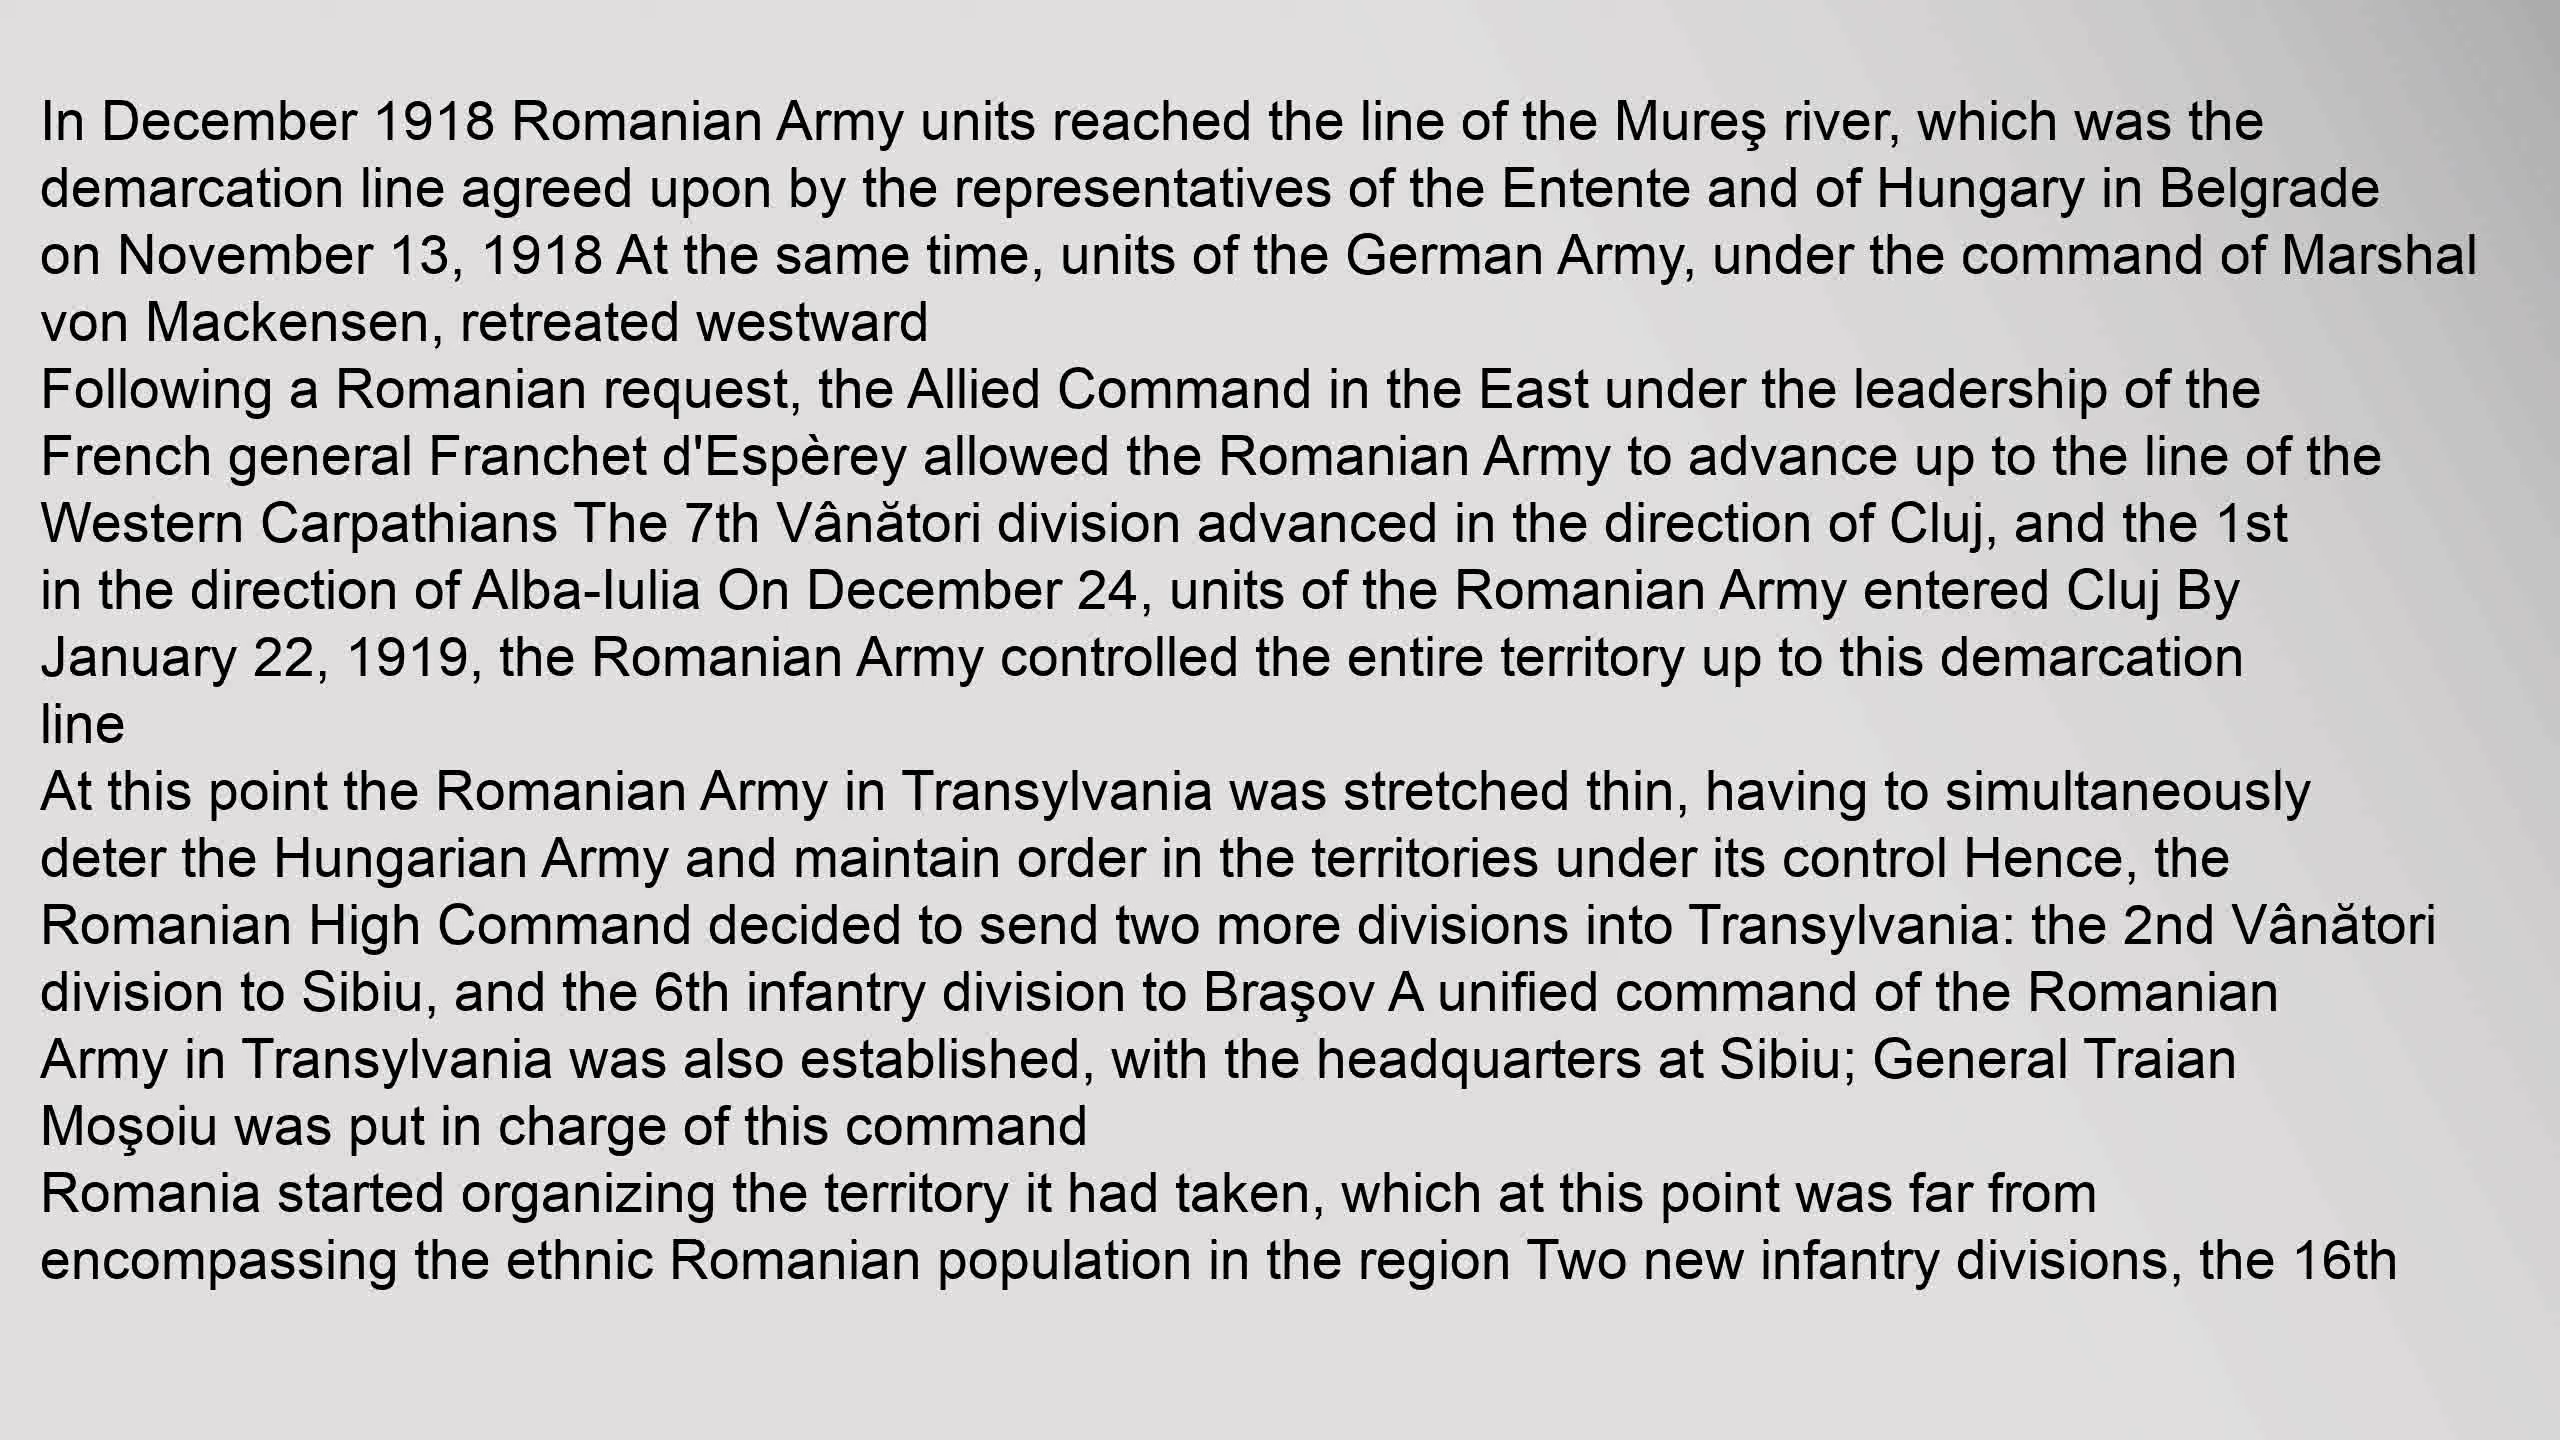 In December 1918 Romanian Army units reached the line of the Mureş river, which was the
demarcation line agreed upon by the representatives of the Entente and of Hungary in Belgrade
on November 13, 1918 At the same time, units of the German Army, under the command of Marshal
von Mackensen, retreated westward
Following a Romanian request, the Allied Command in the East under the leadership of the
French general Franchet d'Espèrey allowed the Romanian Army to advance up to the line of the
Western Carpathians The 7th Vânători division advanced in the direction of Cluj, and the 1st
in the direction of Alba-Iulia On December 24, units of the Romanian Army entered Cluj By
January 22, 1919, the Romanian Army controlled the entire territory up to this demarcation
line
At this point the Romanian Army in Transylvania was stretched thin, having to simultaneously
deter the Hungarian Army and maintain order in the territories under its control Hence, the
Romanian High Command decided to send two more divisions into Transylvania: the 2nd Vânători
division to Sibiu, and the 6th infantry division to Braşov A unified command of the Romanian
Army in Transylvania was also established, with the headquarters at Sibiu; General Traian
Moşoiu was put in charge of this command
Romania started organizing the territory it had taken, which at this point was far from
encompassing the ethnic Romanian population in the region Two new infantry divisions, the 16th